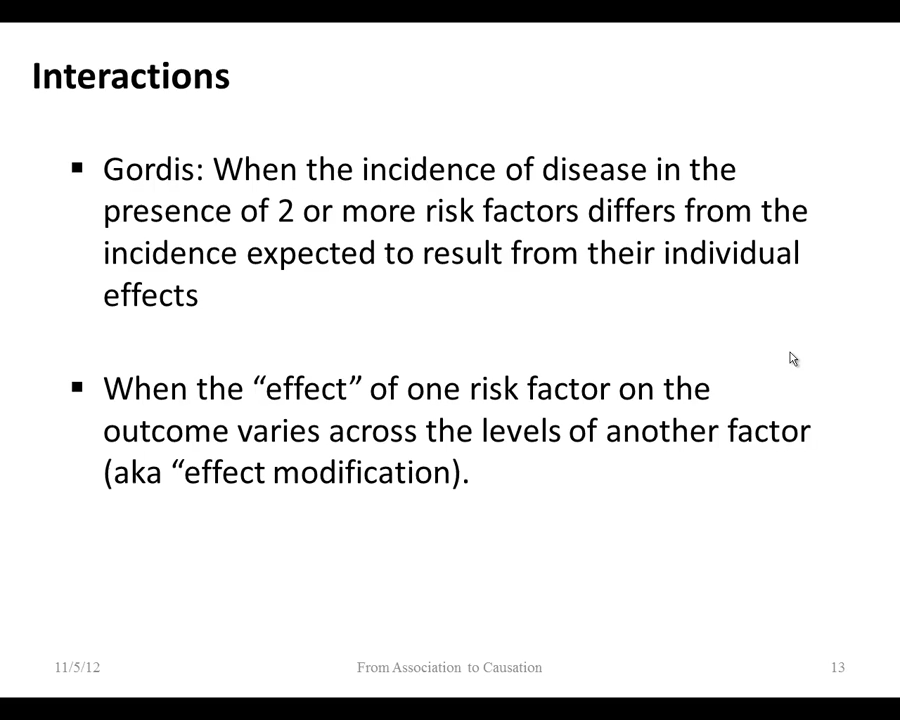 Interactions
▪ Gordis: When the incidence of disease in the
presence of 2 or more risk factors differs from the
incidence expected to result from their individual
effects
▪ When the “effect” of one risk factor on the
outcome varies across the levels of another factor
(aka “effect modification).
11/5/12 From Association to Causation 13